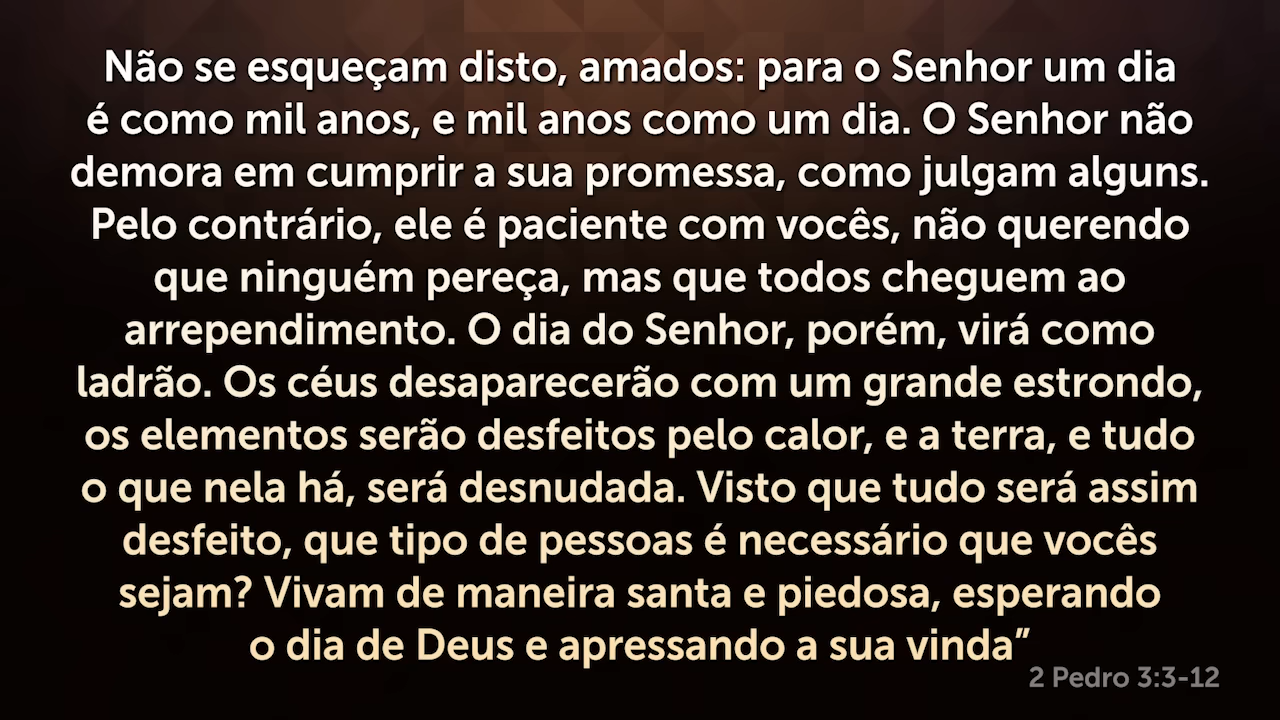 Não se esqueçam disto, amados: para o Senhor um dia
é como mil anos, e mil anos como um dia. O Senhor não
demora em cumprir a sua promessa, como julgam alguns.
Pelo contrário, ele é paciente com vocês, não querendo
que ninguém pereça, mas que todos cheguem ao
arrependimento. O dia do Senhor, porém, virá como
ladrão. Os céus desaparecerão com um grande estrondo,
os elementos serão desfeitos pelo calor, e a terra, e tudo
o que nela há, será desnudada. Visto que tudo será assim
desfeito, que tipo de pessoas é necessário que vocês
sejam? Vivam de maneira santa e piedosa, esperando
o dia de Deus e apressando a sua vinda”
2 Pedro 3:3-12